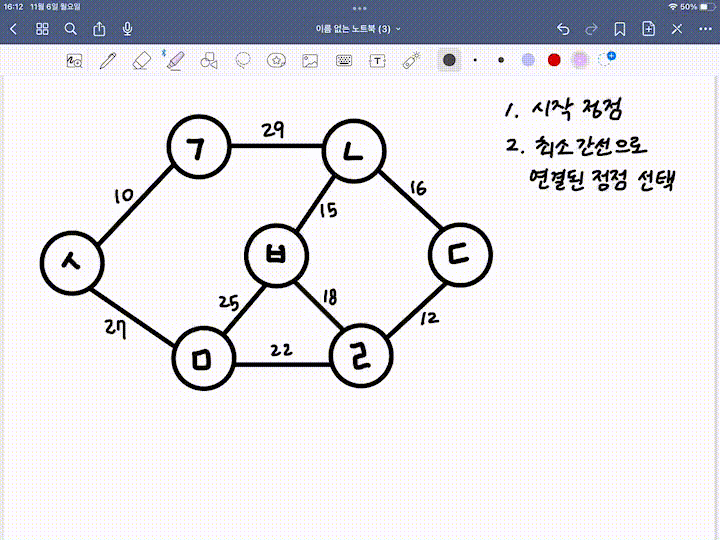 16:12 11월 6일 월요일
50%
이름 없는 노트북 (3)
T
1. 시작 정점
2. 최소 간선으로
연결된 정점 선택
ㄱ 29 ㄴ
10 15 16
ㅅ ㅂ ㄷ
27 25 18 12
ㅁ 22 ㄹ